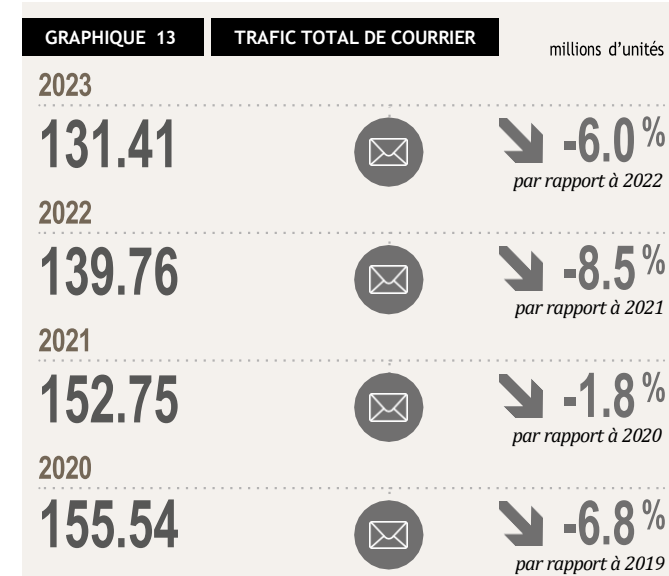 GRAPHIQUE 13 TRAFIC TOTAL DE COURRIER
millions d'unités
2023
131.41 -6.0 %
par rapport à 2022
2022
139.76 -8.5 %
par rapport à 2021
2021
152.75 -1.8 %
par rapport à 2020
2020
155.54 -6.8 %
par rapport à 2019